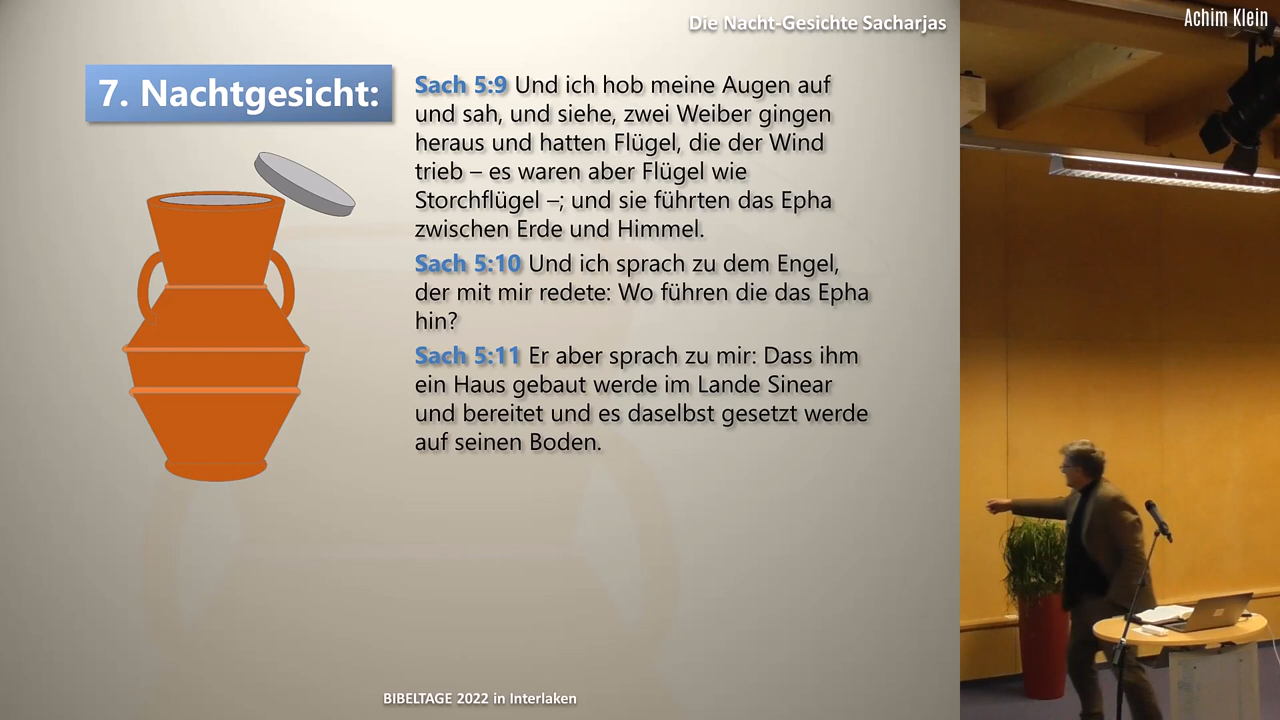 Die Nacht-Gesichte Sacharjas
Achim Klein
7. Nachtgesicht:
Sach 5:9 Und ich hob meine Augen auf
und sah, und siehe, zwei Weiber gingen
heraus und hatten Flügel, die der Wind
trieb – es waren aber Flügel wie
Storchflügel –; und sie führten das Epha
zwischen Erde und Himmel.
Sach 5:10 Und ich sprach zu dem Engel,
der mit mir redete: Wo führen die das Epha
hin?
Sach 5:11 Er aber sprach zu mir: Dass ihm
ein Haus gebaut werde im Lande Sinear
und bereitet und es daselbst gesetzt werde
auf seinen Boden.
BIBELTAGE 2022 in Interlaken